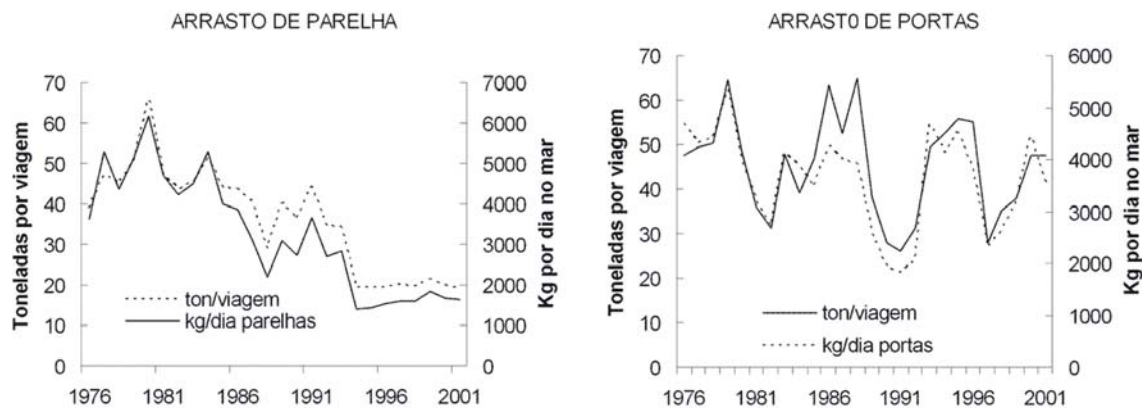 ARRASTO DE PARELHA
Toneladas por viagem
70
60
50
40
30
20
10
0
7000
6000
5000
4000
3000
2000
1000
0
Kg por dia no mar
ton/viagem
kg/dia parelhas
1976 1981 1986 1991 1996 2001
ARRAST0 DE PORTAS
Toneladas por viagem
70
60
50
40
30
20
10
0
6000
5000
4000
3000
2000
1000
0
Kg por dia no mar
ton/viagem
kg/dia portas
1976 1981 1986 1991 1996 2001